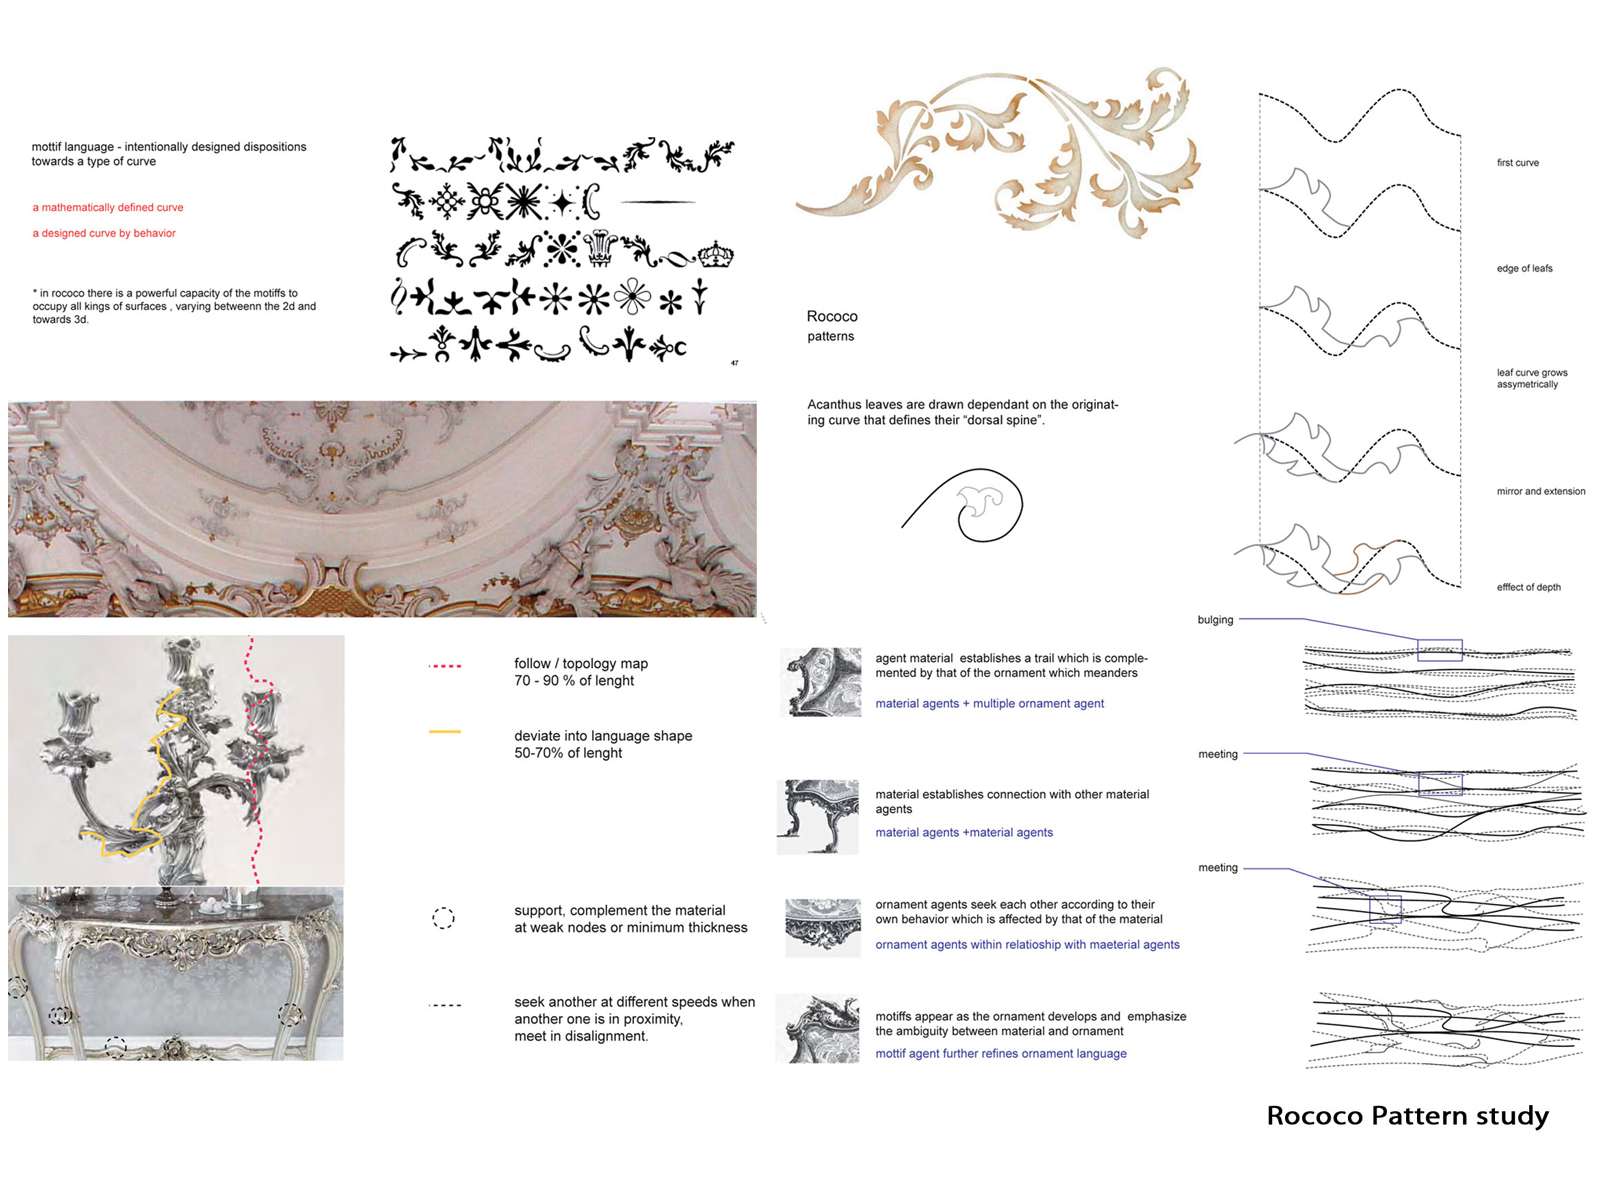 mottif language - intentionally designed dispositions
towards a type of curve
a mathematically defined curve
a designed curve by behavior
* in rococo there is a powerful capacity of the motiffs to
occupy all kings of surfaces , varying betweenn the 2d and
towards 3d.
47
Rococo
patterns
Acanthus leaves are drawn dependant on the originat-
ing curve that defines their “dorsal spine”.
first curve
edge of leafs
leaf curve grows
assymetrically
mirror and extension
efffect of depth
follow / topology map
70 - 90 % of lenght
deviate into language shape
50-70% of lenght
support, complement the material
at weak nodes or minimum thickness
seek another at different speeds when
another one is in proximity,
meet in disalignment.
agent material establishes a trail which is comple-
mented by that of the ornament which meanders
material agents + multiple ornament agent
material establishes connection with other material
agents
material agents +material agents
ornament agents seek each other according to their
own behavior which is affected by that of the material
ornament agents within relatioship with maeterial agents
motiffs appear as the ornament develops and emphasize
the ambiguity between material and ornament
mottif agent further refines ornament language
bulging
meeting
meeting
Rococo Pattern study